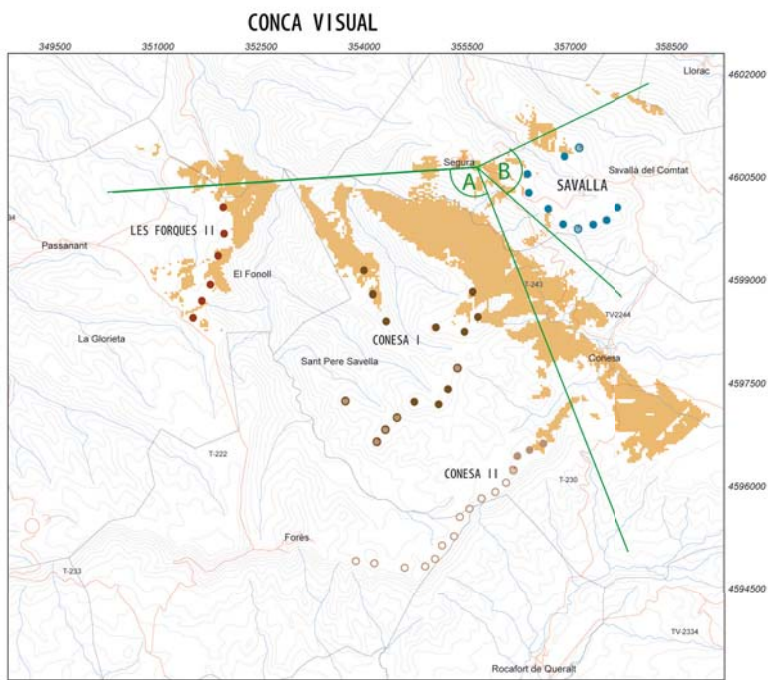 CONCA VISUAL
349500 351000 352500 354000 355500 357000 358500
4602000
Llorac
Segura
A B
Savallà del Comtat
4600500
SAVALLA
LES FORQUES II
Passanant
El Fonoll
4599000
T-243
TV2244
La Glorieta
CONESA I
Sant Pere Savella
Conesa
4597500
T-222
CONESA II
T-230
4596000
Forès
T-233
4594500
TV-2334
Rocafort de Queralt